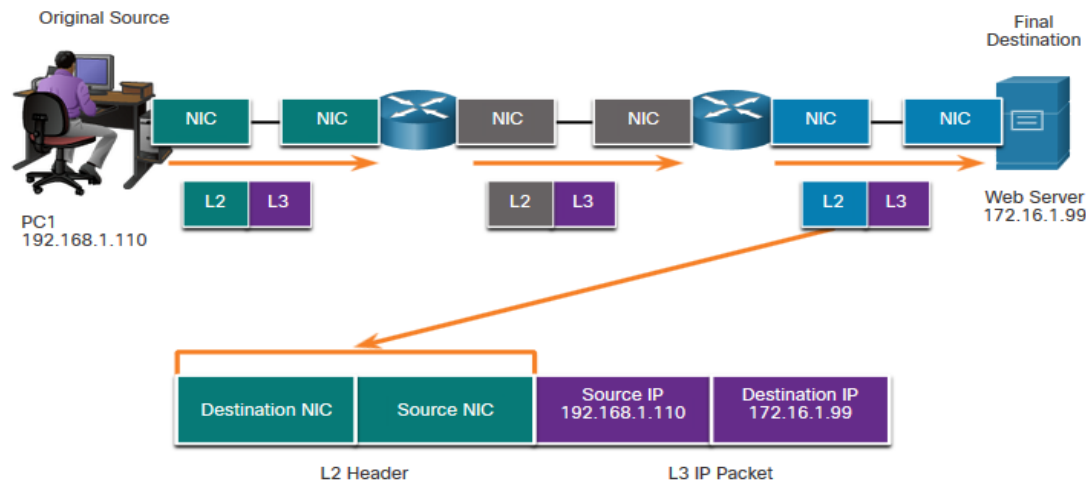 Original Source
Final
Destination
NIC
NIC
NIC
NIC
NIC
NIC
L2
L3
L2
L3
L2
L3
PC1
192.168.1.110
Web Server
172.16.1.99
Destination NIC
Source NIC
Source IP
192.168.1.110
Destination IP
172.16.1.99
L2 Header
L3 IP Packet